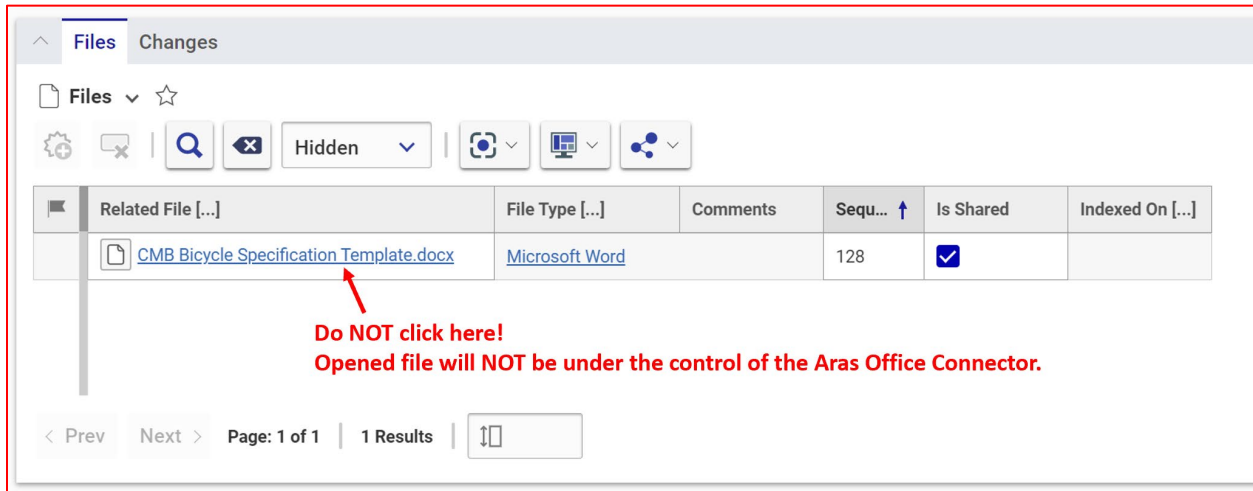 Files Changes
Files
Hidden
Related File [...] File Type [...] Comments Sequ... Is Shared Indexed On [...]
CMB Bicycle Specification Template.docx Microsoft Word 128
Do NOT click here!
Opened file will NOT be under the control of the Aras Office Connector.
< Prev Next > Page: 1 of 1 | 1 Results